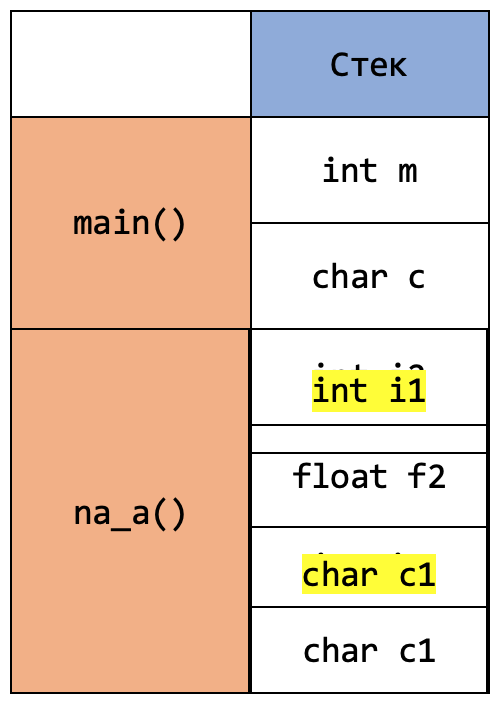 Стек
main()
int m
char c
na_a()
int i1
float f2
char c1
char c1